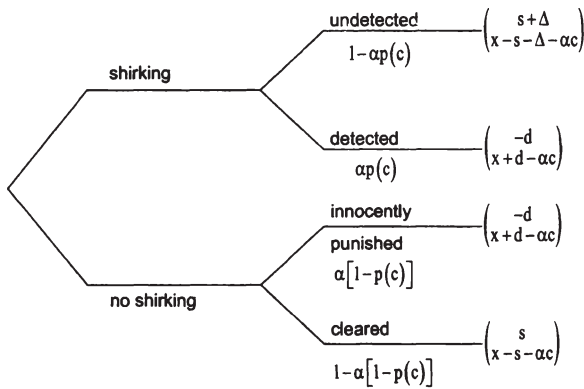 undetected
1-αp(c)
s+Δ
x-s-Δ-αc
shirking
detected
αp(c)
-d
x+d-αc
innocently
punished
α[1-p(c)]
-d
x+d-αc
no shirking
cleared
1-α[1-p(c)]
s
x-s-αc